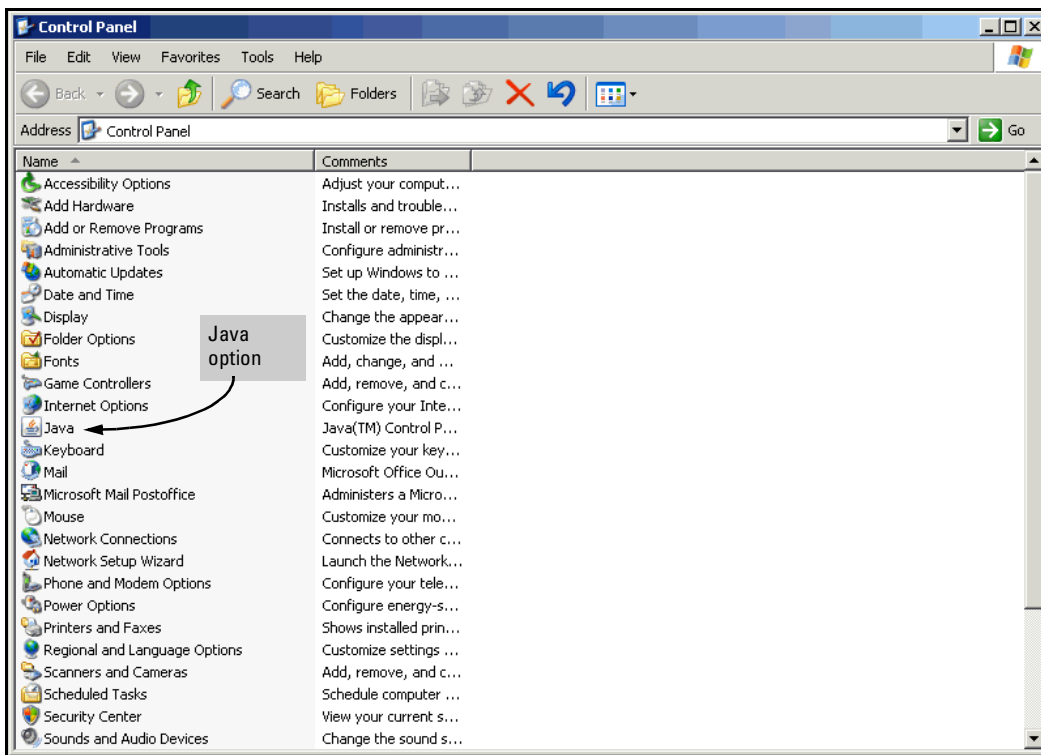 Control Panel
File Edit View Favorites Tools Help
Back Search Folders
Address Control Panel Go
Name Comments
Accessibility Options Adjust your comput...
Add Hardware Installs and trouble...
Add or Remove Programs Install or remove pr...
Administrative Tools Configure administr...
Automatic Updates Set up Windows to ...
Date and Time Set the date, time, ...
Display Change the appear...
Folder Options Customize the displ...
Fonts Add, change, and ...
Game Controllers Add, remove, and c...
Internet Options Configure your Inte...
Java Java(TM) Control P...
Keyboard Customize your key...
Mail Microsoft Office Ou...
Microsoft Mail Postoffice Administers a Micro...
Mouse Customize your mo...
Network Connections Connects to other c...
Network Setup Wizard Launch the Network...
Phone and Modem Options Configure your tele...
Power Options Configure energy-s...
Printers and Faxes Shows installed prin...
Regional and Language Options Customize settings ...
Scanners and Cameras Add, remove, and c...
Scheduled Tasks Schedule computer ...
Security Center View your current s...
Sounds and Audio Devices Change the sound s...
Java
option